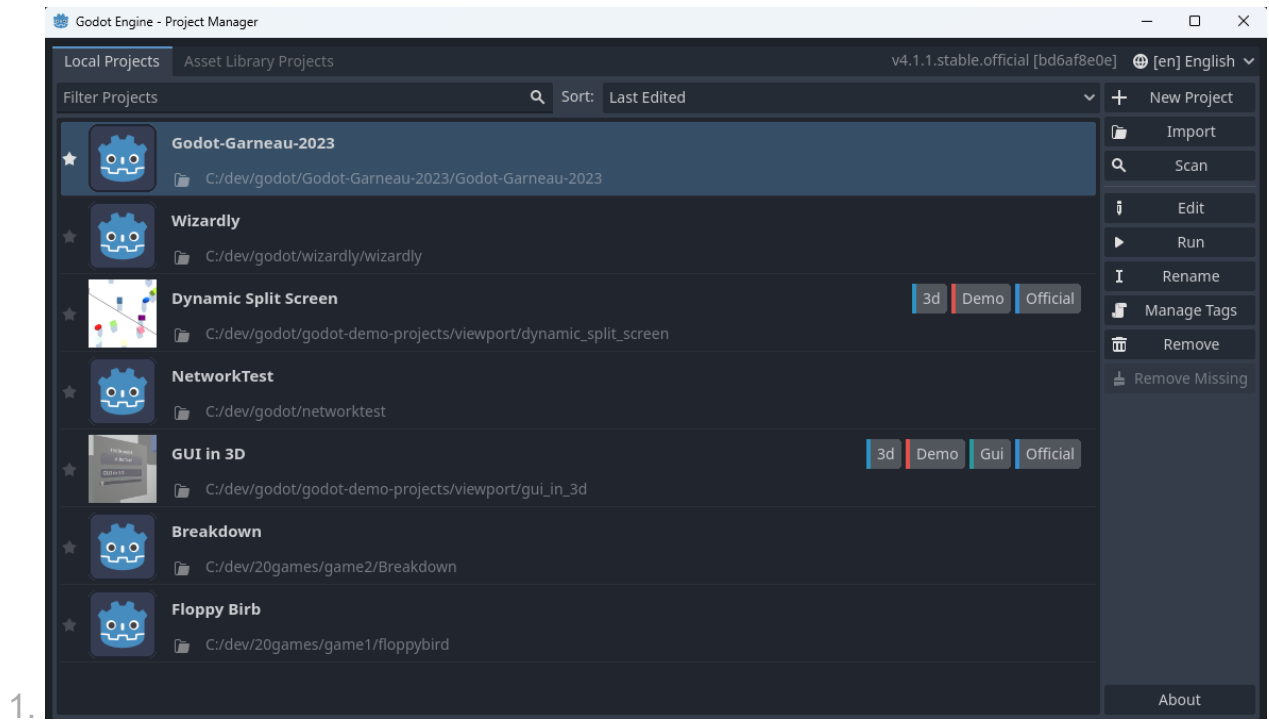 Godot Engine - Project Manager
Local Projects Asset Library Projects v4.1.1.stable.official [bd6af8e0e] [en] English
Filter Projects Sort: Last Edited
New Project
Import
Scan
Edit
Run
Rename
Manage Tags
Remove
Remove Missing
About
Godot-Garneau-2023
C:/dev/godot/Godot-Garneau-2023/Godot-Garneau-2023
Wizardly
C:/dev/godot/wizardly/wizardly
Dynamic Split Screen 3d Demo Official
C:/dev/godot/godot-demo-projects/viewport/dynamic_split_screen
NetworkTest
C:/dev/godot/networktest
GUI in 3D 3d Demo Gui Official
C:/dev/godot/godot-demo-projects/viewport/gui_in_3d
Breakdown
C:/dev/20games/game2/Breakdown
Floppy Birb
C:/dev/20games/game1/floppybird
1.